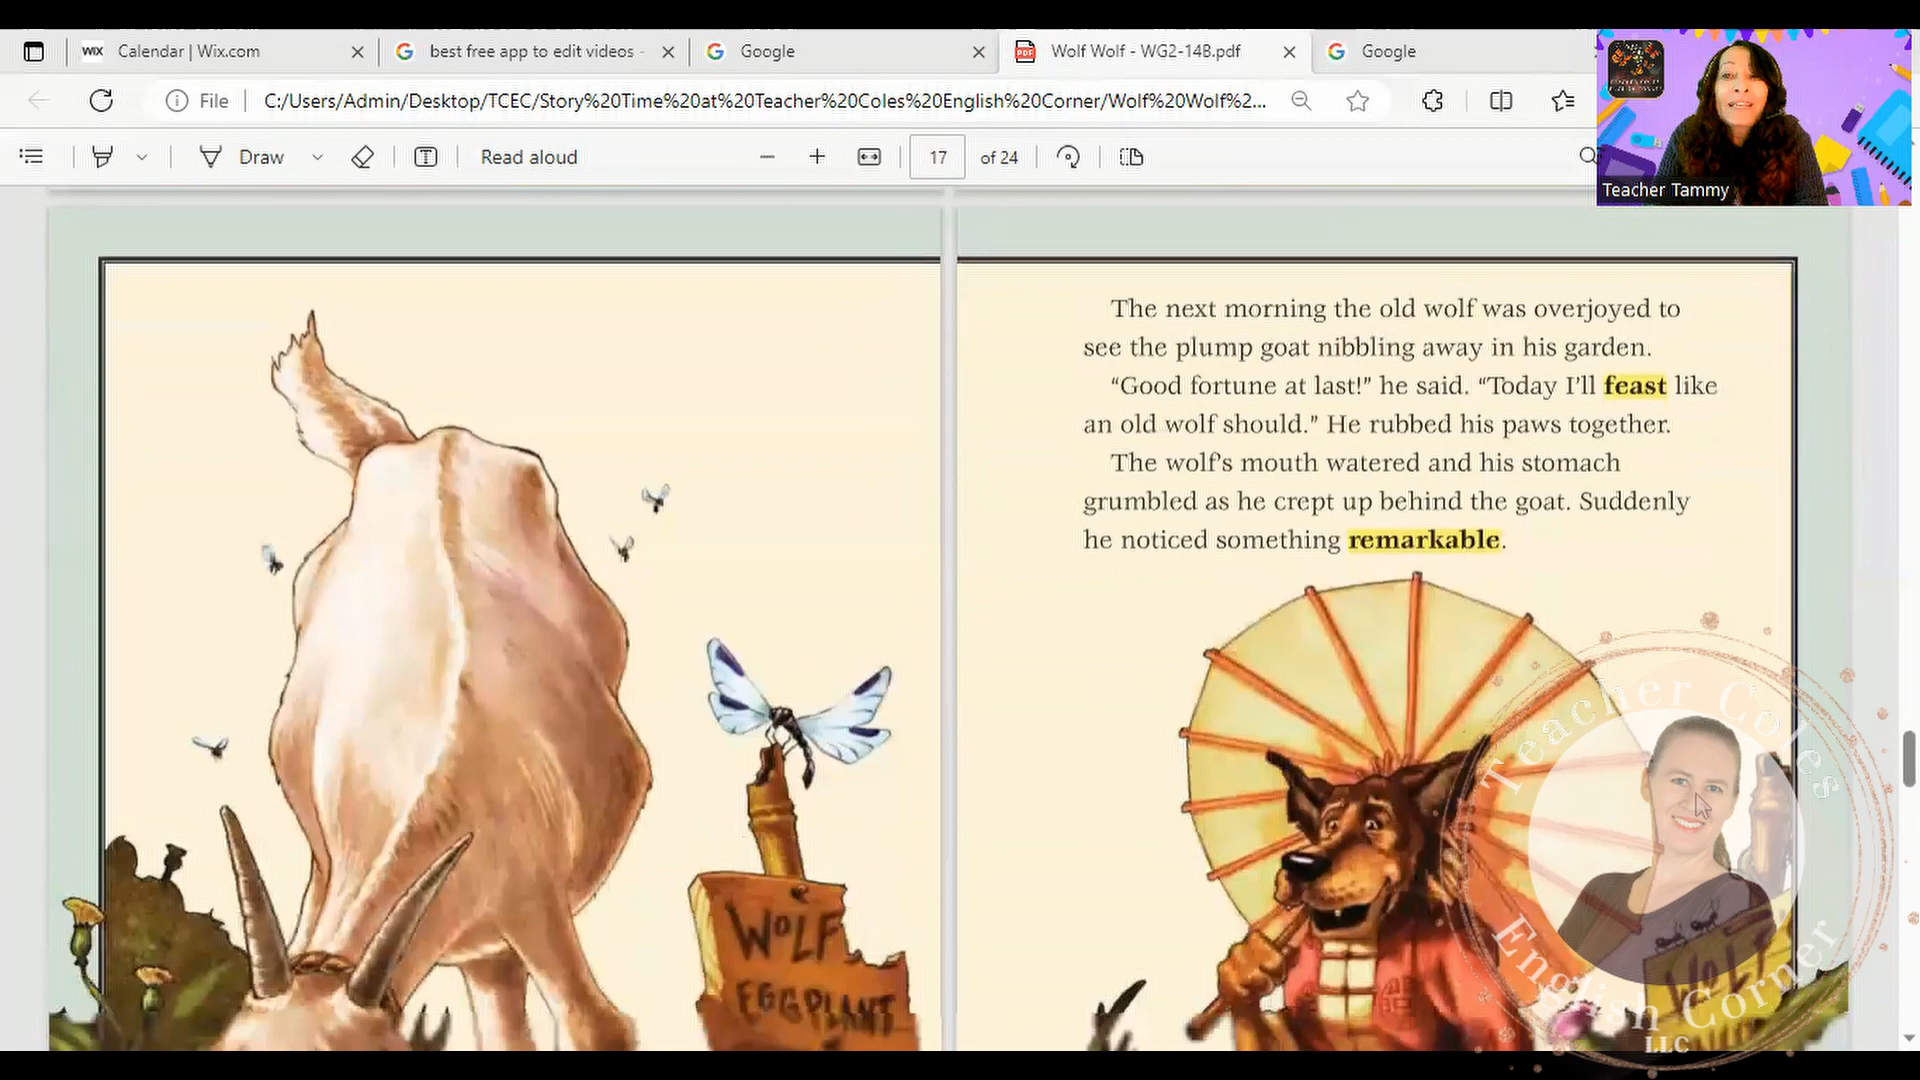 WIX Calendar | Wix.com
best free app to edit videos -
Google
PDF Wolf Wolf - WG2-14B.pdf
Google
File
C:/Users/Admin/Desktop/TCEC/Story%20Time%20at%20Teacher%20Coles%20English%20Corner/Wolf%20Wolf%2...
Draw
Read aloud
17 of 24
Teacher Tammy
The next morning the old wolf was overjoyed to
see the plump goat nibbling away in his garden.
“Good fortune at last!” he said. “Today I’ll feast like
an old wolf should.” He rubbed his paws together.
The wolf’s mouth watered and his stomach
grumbled as he crept up behind the goat. Suddenly
he noticed something remarkable.
WOLF
EGGPLANT
Teacher Coles
English Corner
LLC